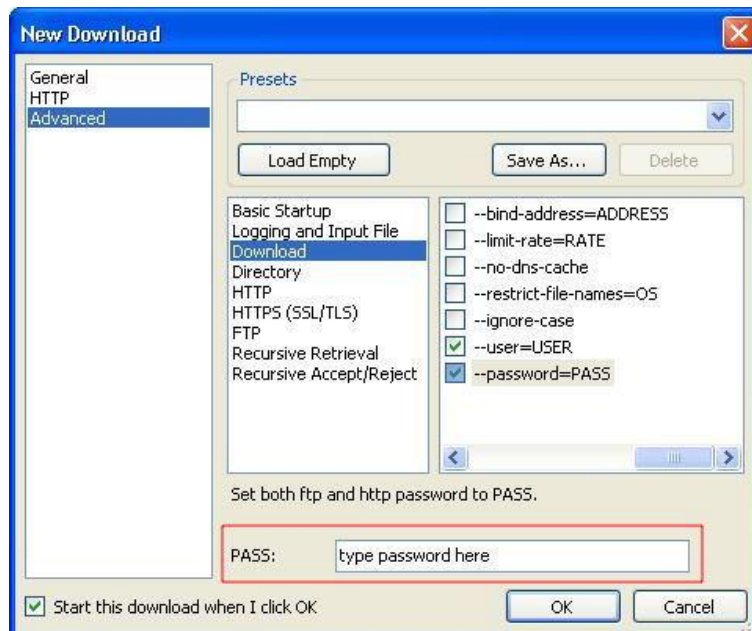 New Download
General
HTTP
Advanced
Presets
Load Empty
Save As...
Delete
Basic Startup
Logging and Input File
Download
Directory
HTTP
HTTPS (SSL/TLS)
FTP
Recursive Retrieval
Recursive Accept/Reject
--bind-address=ADDRESS
--limit-rate=RATE
--no-dns-cache
--restrict-file-names=OS
--ignore-case
--user=USER
--password=PASS
Set both ftp and http password to PASS.
PASS: type password here
Start this download when I click OK
OK
Cancel